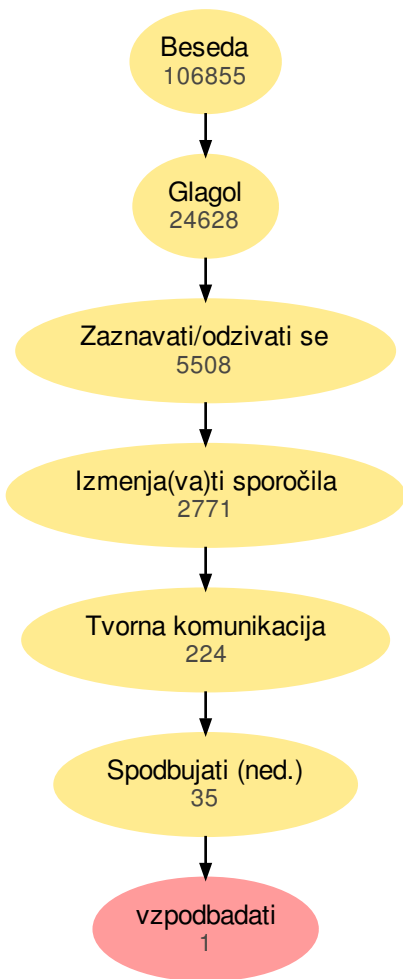 Beseda
106855
Glagol
24628
Zaznavati/odzivati se
5508
Izmenja(va)ti sporočila
2771
Tvorna komunikacija
224
Spodbujati (ned.)
35
vzpodbadati
1